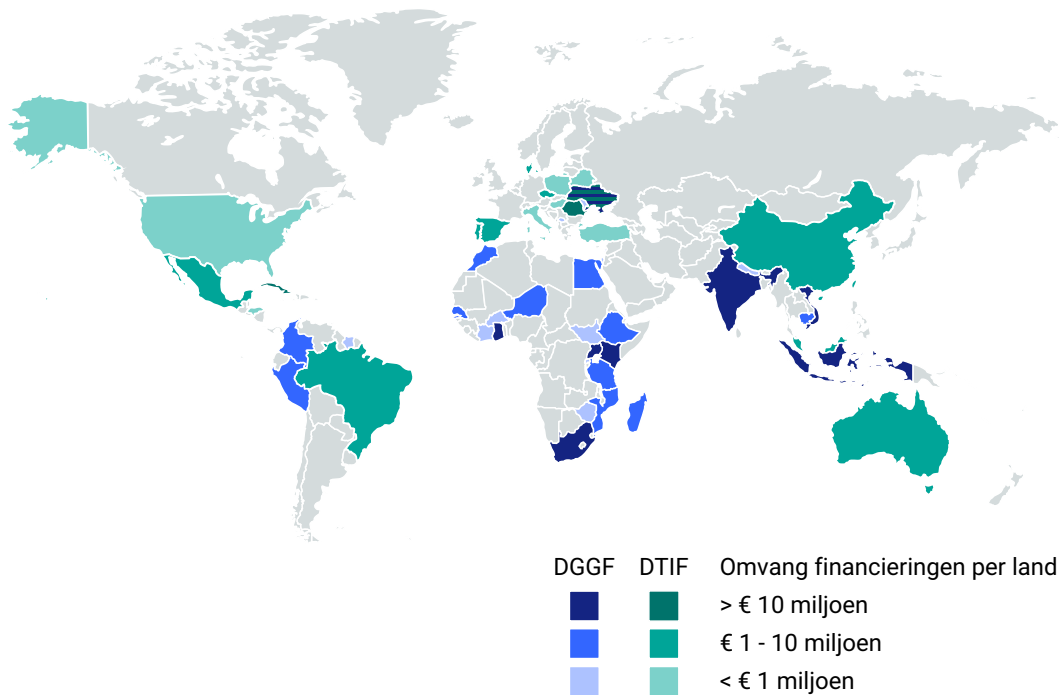 DGGF DTIF Omvang financieringen per land
> € 10 miljoen
€ 1 - 10 miljoen
< € 1 miljoen